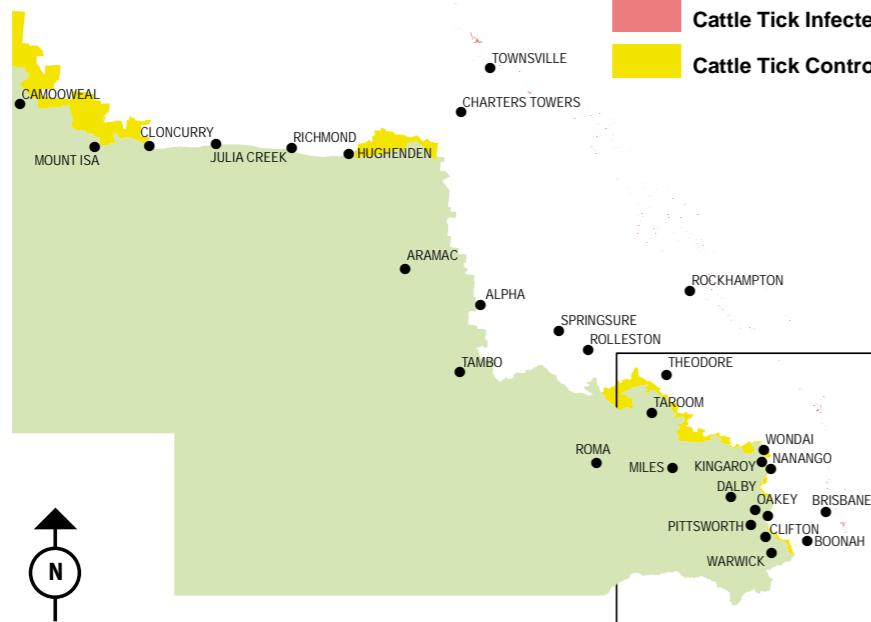 Cattle Tick Infecte
TOWNSVILLE
Cattle Tick Contro
CAMOOWEAL
CHARTERS TOWERS
CLONCURRY
RICHMOND
MOUNT ISA
JULIA CREEK
HUGHENDEN
ARAMAC
ROCKHAMPTON
ALPHA
SPRINGSURE
ROLLESTON
TAMBO
THEODORE
TAROOM
WONDAI
ROMA
MILES
KINGAROY
NANANGO
DALBY
OAKEY
BRISBANE
PITTSWORTH
CLIFTON
BOONAH
WARWICK
N